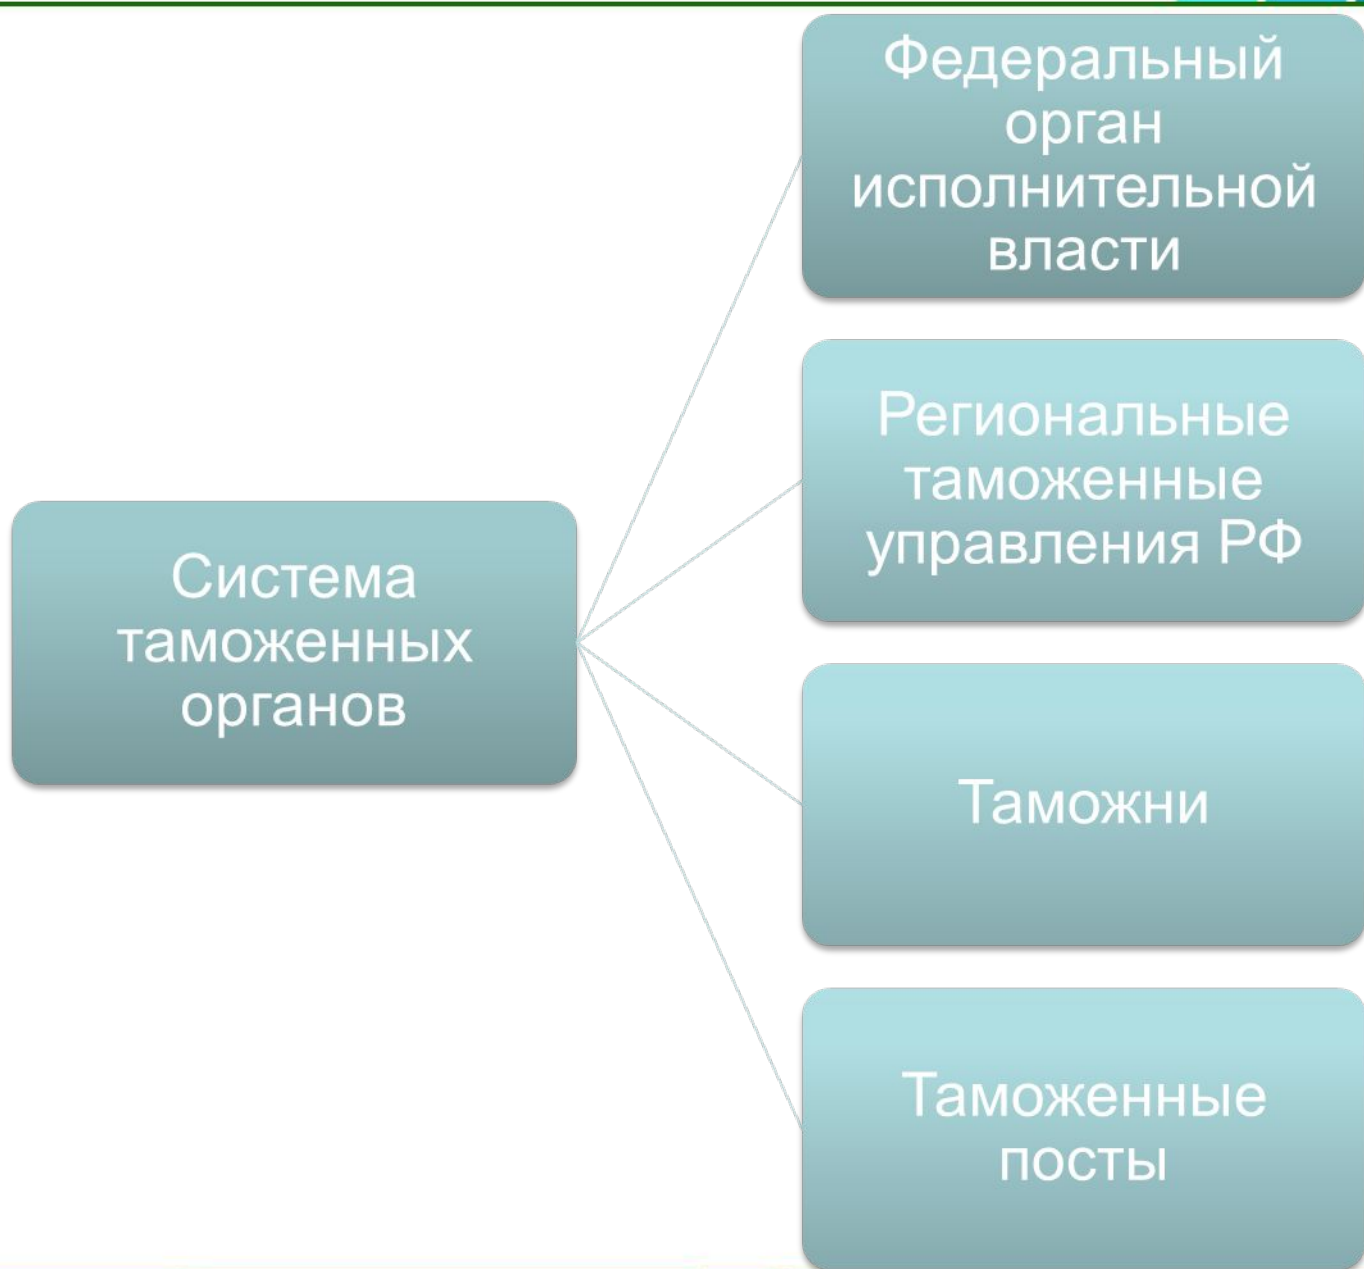 Федеральный
орган
исполнительной
власти
Региональные
таможенные
управления РФ
Система
таможенных
органов
Таможни
Таможенные
посты